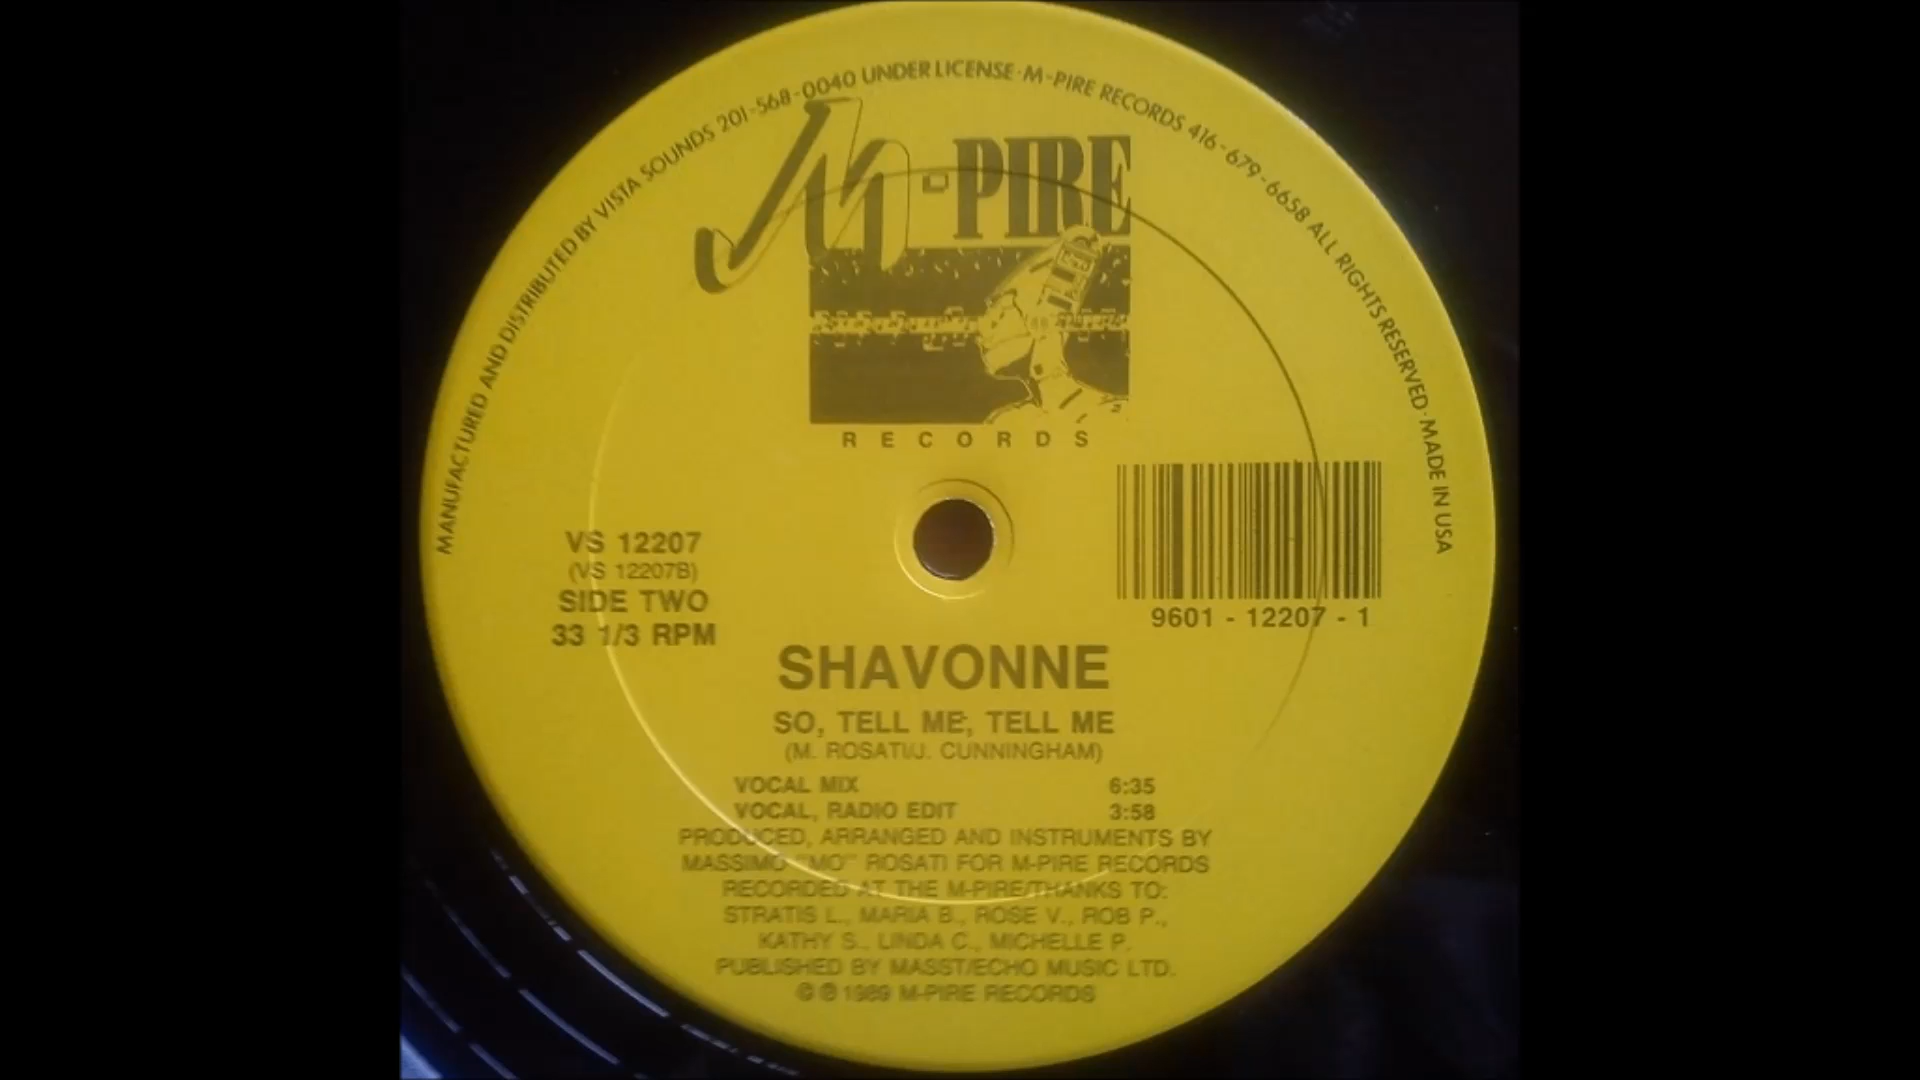 MANUFACTURED AND DISTRIBUTED BY VISTA SOUNDS 201-568-0040 UNDER LICENSE·M-PIRE RECORDS 416-679-6658 ALL RIGHTS RESERVED·MADE IN USA
M-PIRE
RECORDS
VS 12207
(VS 12207B)
SIDE TWO
33 1/3 RPM
9601 - 12207 - 1
SHAVONNE
SO, TELL ME, TELL ME
(M. ROSATI/J. CUNNINGHAM)
VOCAL MIX 6:35
VOCAL, RADIO EDIT 3:58
PRODUCED, ARRANGED AND INSTRUMENTS BY
MASSIMO "MO" ROSATI FOR M-PIRE RECORDS
RECORDED AT THE M-PIRE/THANKS TO:
STRATIS L., MARIA B., ROSE V., ROB P.,
KATHY S., LINDA C., MICHELLE P.
PUBLISHED BY MASST/ECHO MUSIC LTD.
© ℗ 1989 M-PIRE RECORDS